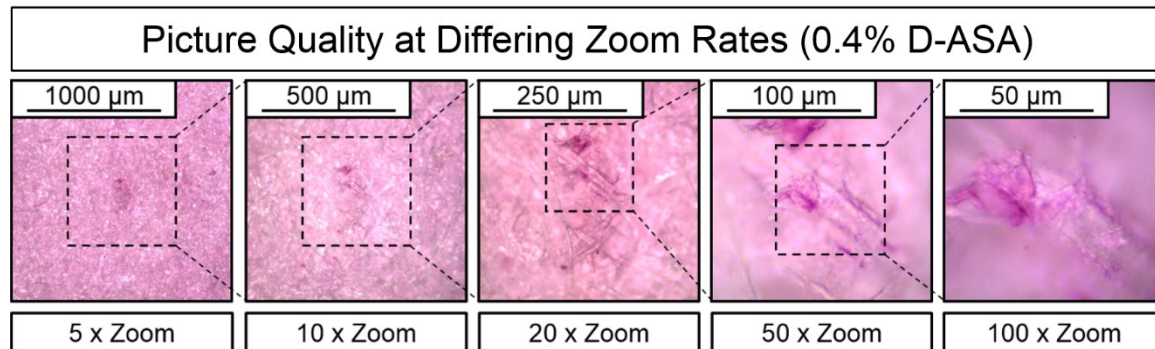 Picture Quality at Differing Zoom Rates (0.4% D-ASA)
1000 µm
500 µm
250 µm
100 µm
50 µm
5 x Zoom
10 x Zoom
20 x Zoom
50 x Zoom
100 x Zoom